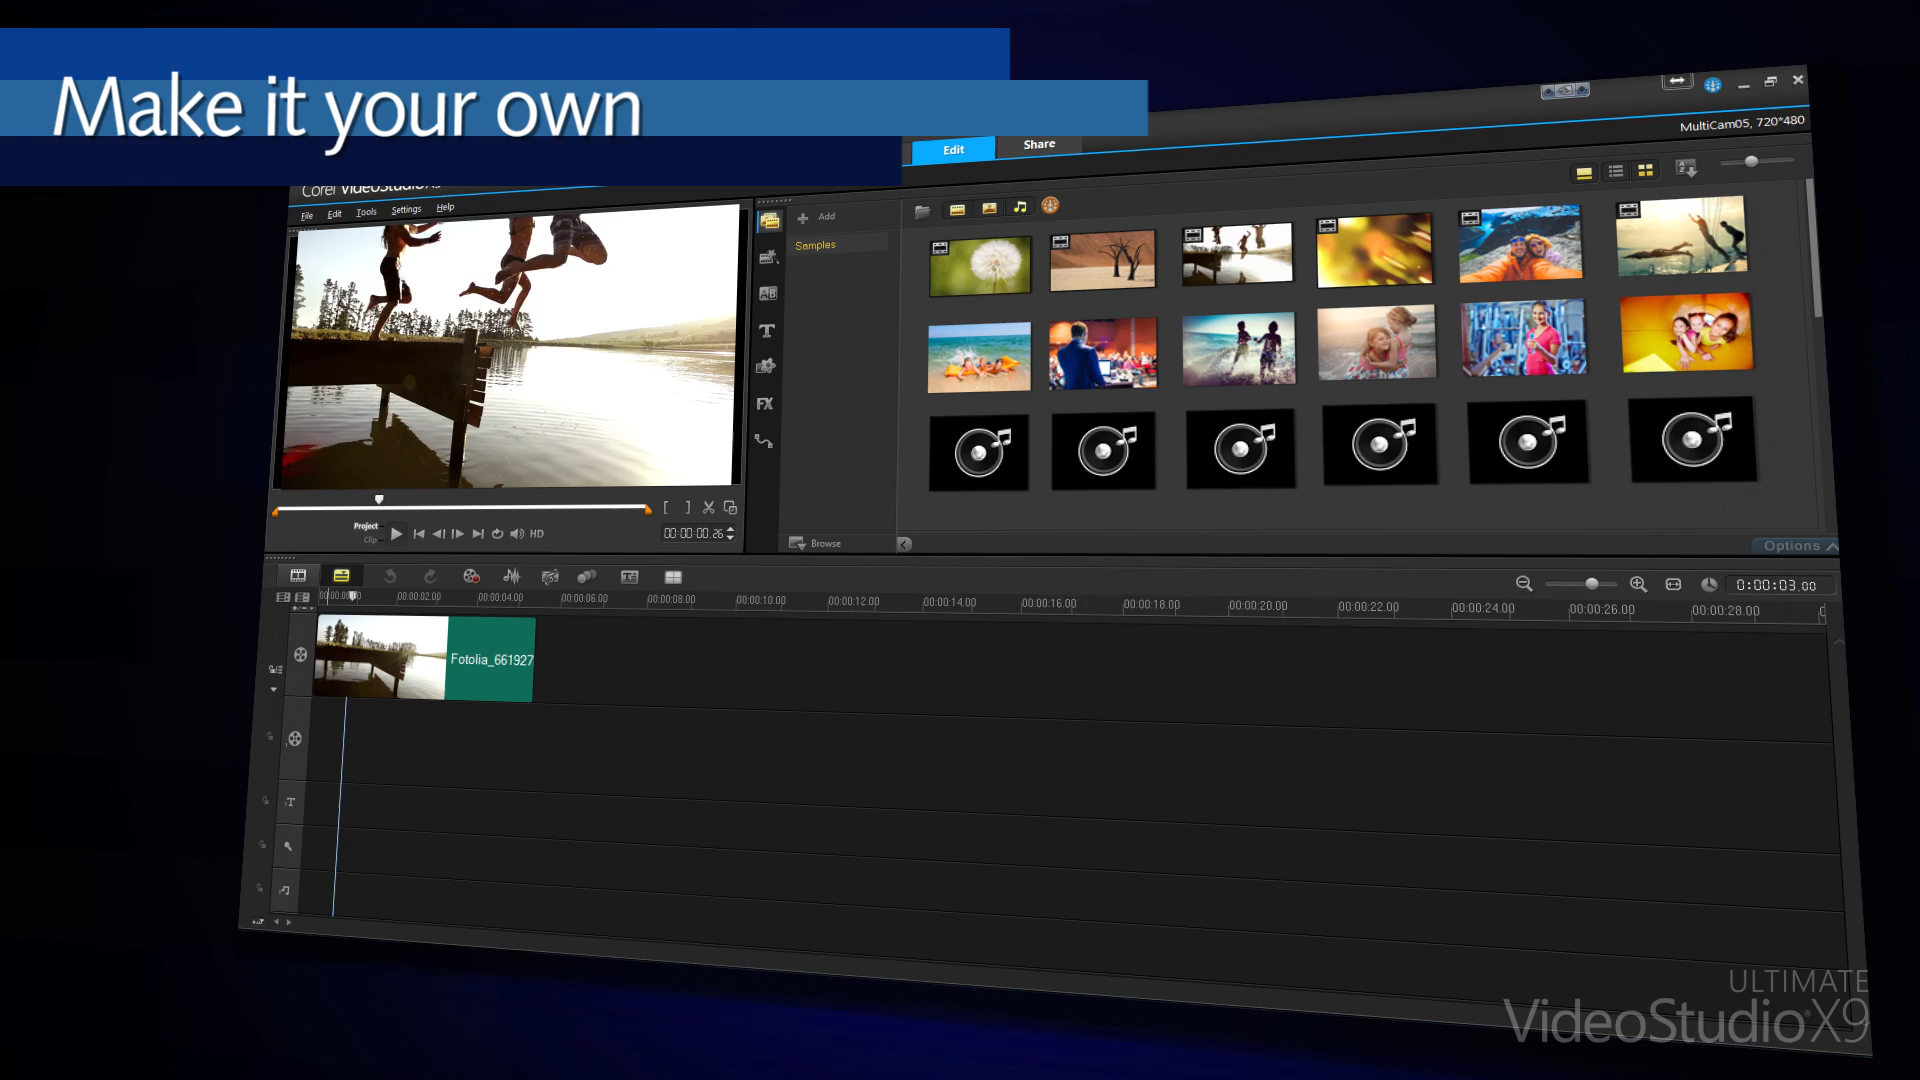 Make it your own
MultiCam05, 720*480
Edit
Share
Corel VideoStudio X9
File Edit Tools Settings Help
Add
Samples
AB
T
FX
Project
Clip
HD
00:00:00.26
Browse
Options
0:00:03.00
00:00:02.00 00:00:04.00 00:00:06.00 00:00:08.00 00:00:10.00 00:00:12.00 00:00:14.00 00:00:16.00 00:00:18.00 00:00:20.00 00:00:22.00 00:00:24.00 00:00:26.00 00:00:28.00
Fotolia_661927
1T
ULTIMATE
VideoStudio®X9